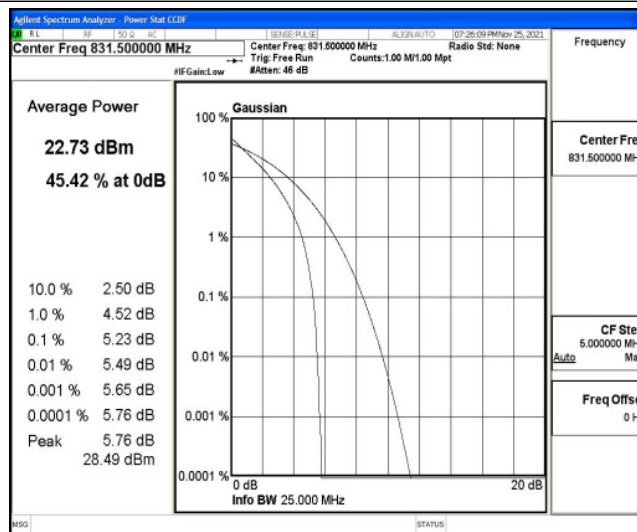 Agilent Spectrum Analyzer - Power Stat CCDF
RL RF 50 Ω AC SENSE:PULSE ALIGN AUTO 07:26:09 PM Nov 25, 2021
Center Freq 831.500000 MHz
Center Freq: 831.500000 MHz Radio Std: None
Trig: Free Run Counts:1.00 M/1.00 Mpt
#IFGain:Low #Atten: 46 dB
Frequency
Average Power
22.73 dBm
45.42 % at 0dB
10.0 % 2.50 dB
1.0 % 4.52 dB
0.1 % 5.23 dB
0.01 % 5.49 dB
0.001 % 5.65 dB
0.0001 % 5.76 dB
Peak 5.76 dB
28.49 dBm
Gaussian
100 %
10 %
1 %
0.1 %
0.01 %
0.001 %
0.0001 %
0 dB 20 dB
Info BW 25.000 MHz
Center Fre
831.500000 MH
CF Ste
5.000000 MH
Auto Ma
Freq Offse
0 H
MSG STATUS